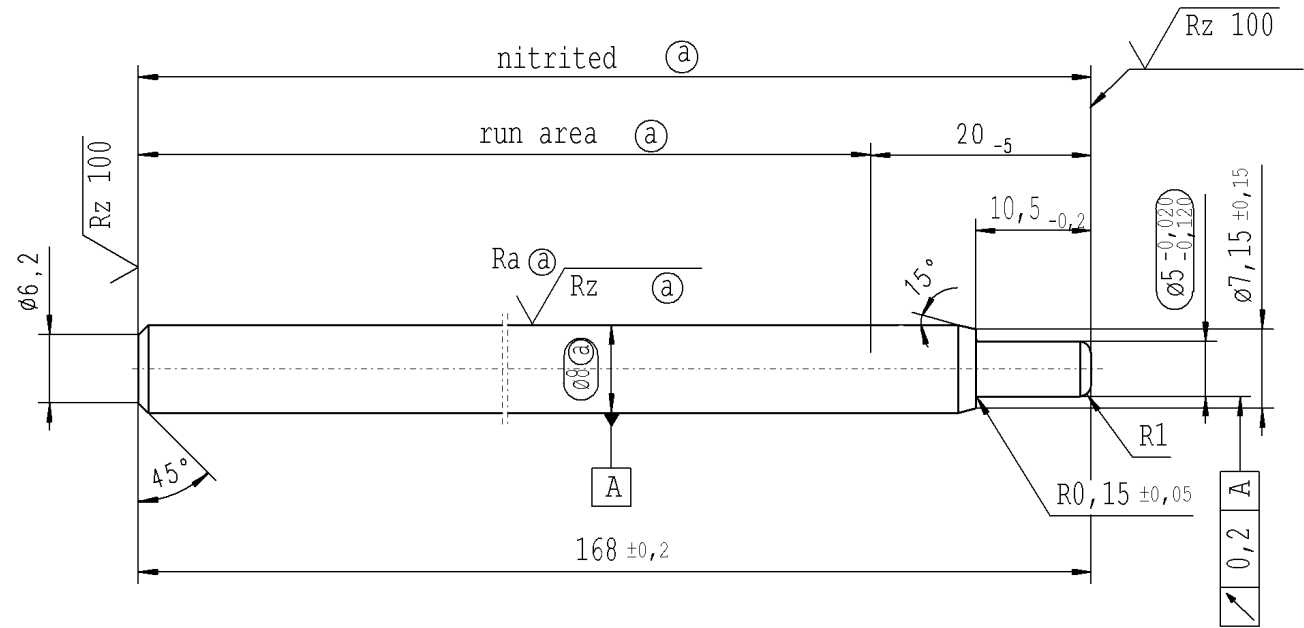 Rz 100
nitrited ⓐ
run area ⓐ
20 -5
Rz 100
10,5 -0,2
ø5 -0,020 -0,120
ø7,15 ±0,15
Ra ⓐ
Rz ⓐ
15°
ø6,2
ø8 ⓐ
R1
45°
A
R0,15 ±0,05
168 ±0,2
0,2 A